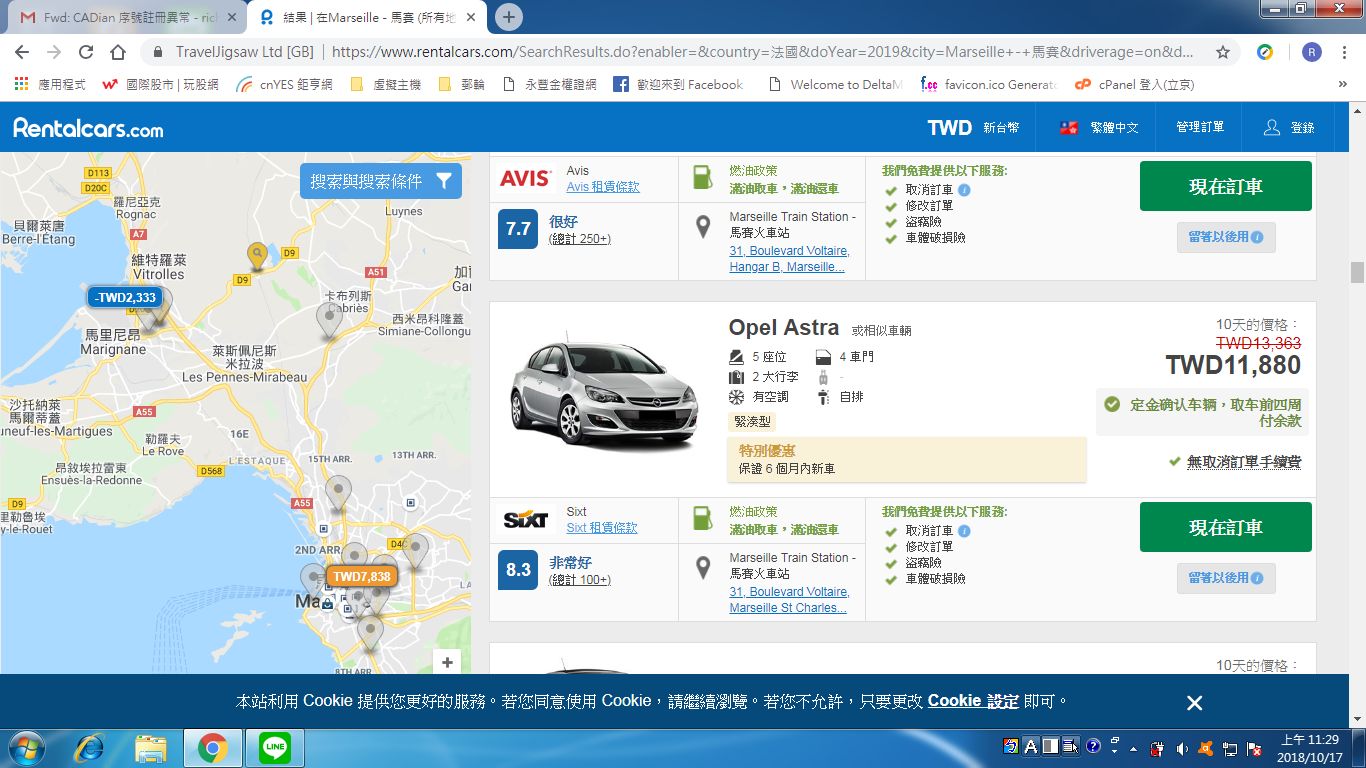 Fwd: CADian 序號註冊異常 - rich
結果 | 在Marseille - 馬賽 (所有地
TravelJigsaw Ltd [GB] | https://www.rentalcars.com/SearchResults.do?enabler=&country=法國&doYear=2019&city=Marseille+-+馬賽&driverage=on&d...
R
應用程式
國際股市 | 玩股網
cnYES 鉅亨網
虛擬主機
郵輪
永豐金權證網
歡迎來到 Facebook
Welcome to DeltaM
f.cc favicon.ico Generato
cPanel 登入(立京)
»
Rentalcars.com
TWD 新台幣
繁體中文
管理訂單
登錄
搜索與搜索條件
D113
D20C
羅尼亞克
Rognac
Luynes
貝爾萊唐
Berre-l'Étang
A7
D9
維特羅萊
Vitrolles
D9
A51
加
Gar
-TWD2,333
卡布列斯
Cabriès
西米昂科隆蓋
Simiane-Collongu
馬里尼昂
Marignane
萊斯佩尼斯
米拉波
Les Pennes-Mirabeau
沙托納萊
馬爾蒂蓋
uneuf-les-Martigues
A55
16E
勒羅夫
Le Rove
L'ESTAQUE
15TH ARR.
13TH ARR.
昂敘埃拉雷東
Ensuès-la-Redonne
D568
D9
里勒魯埃
y-le-Rouet
A55
2ND ARR.
D4C
TWD7,838
Ma
LA
8TH ARR.
+
AVIS
Avis
Avis 租賃條款
7.7
很好
(總計 250+)
燃油政策
滿油取車，滿油還車
Marseille Train Station -
馬賽火車站
31, Boulevard Voltaire,
Hangar B, Marseille...
我們免費提供以下服務:
取消訂車
修改訂單
盜竊險
車體破損險
現在訂車
留著以後用
Opel Astra 或相似車輛
5 座位
4 車門
2 大行李
-
有空調
自排
緊湊型
特別優惠
保證 6 個月內新車
10天的價格：
TWD13,363
TWD11,880
定金确认车辆，取车前四周
付余款
無取消訂單手續費
SIXT
Sixt
Sixt 租賃條款
8.3
非常好
(總計 100+)
燃油政策
滿油取車，滿油還車
Marseille Train Station -
馬賽火車站
31, Boulevard Voltaire,
Marseille St Charles...
我們免費提供以下服務:
取消訂車
修改訂單
盜竊險
車體破損險
現在訂車
留著以後用
10天的價格：
本站利用 Cookie 提供您更好的服務。若您同意使用 Cookie，請繼續瀏覽。若您不允許，只要更改 Cookie 設定 即可。
LINE
A
上午 11:29
2018/10/17